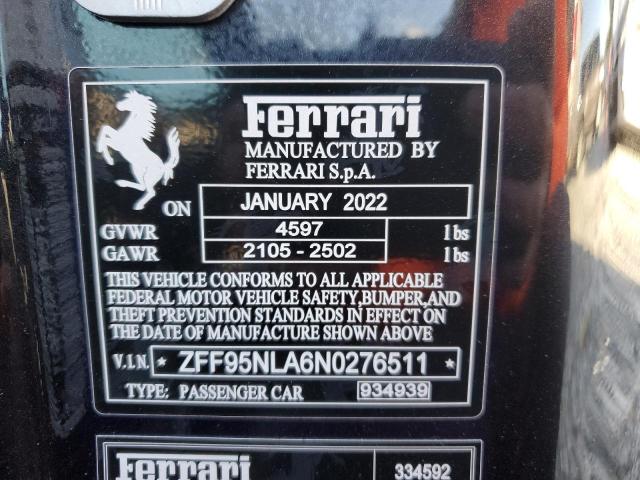 Ferrari
MANUFACTURED BY
FERRARI S.p.A.
ON JANUARY 2022
GVWR 4597 lbs
GAWR 2105 - 2502 lbs
THIS VEHICLE CONFORMS TO ALL APPLICABLE
FEDERAL MOTOR VEHICLE SAFETY,BUMPER,AND
THEFT PREVENTION STANDARDS IN EFFECT ON
THE DATE OF MANUFACTURE SHOWN ABOVE
V.I.N. * ZFF95NLA6N0276511 *
TYPE: PASSENGER CAR 934939
Ferrari 334592